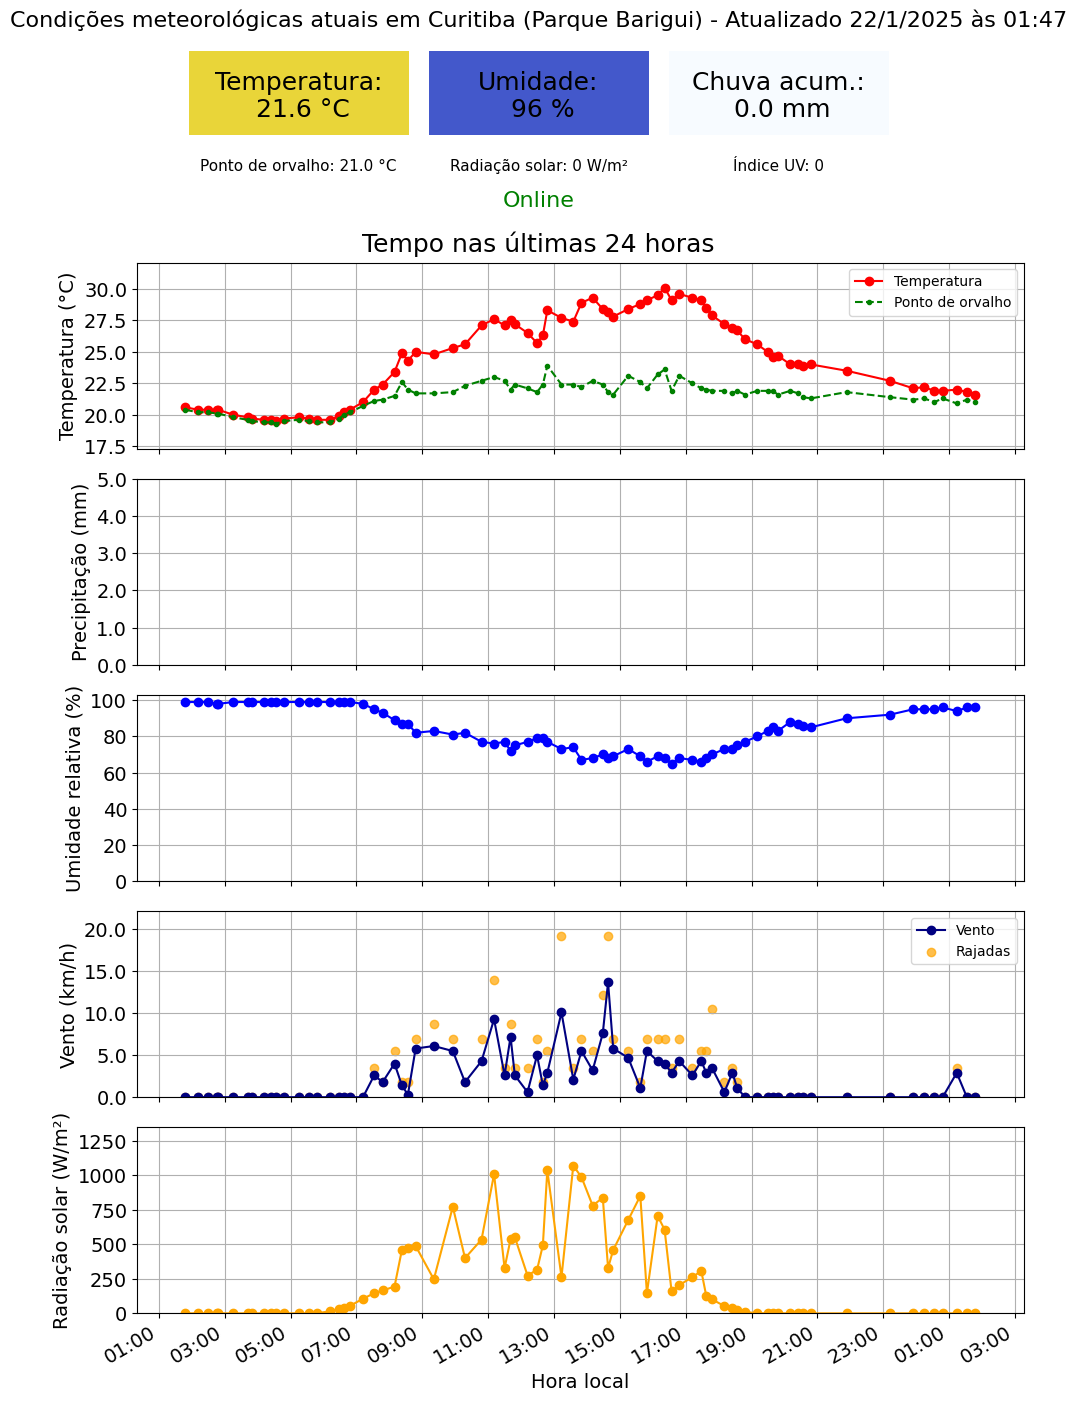 Condições meteorológicas atuais em Curitiba (Parque Barigui) - Atualizado 22/1/2025 às 01:47
Temperatura:
21.6 °C
Umidade:
96 %
Chuva acum.:
0.0 mm
Ponto de orvalho: 21.0 °C
Radiação solar: 0 W/m²
Índice UV: 0
Online
Tempo nas últimas 24 horas
Temperatura (°C)
30.0
27.5
25.0
22.5
20.0
17.5
Temperatura
Ponto de orvalho
Precipitação (mm)
5.0
4.0
3.0
2.0
1.0
0.0
Umidade relativa (%)
100
80
60
40
20
0
Vento (km/h)
20.0
15.0
10.0
5.0
0.0
Vento
Rajadas
Radiação solar (W/m²)
1250
1000
750
500
250
0
01:00
03:00
05:00
07:00
09:00
11:00
13:00
15:00
17:00
19:00
21:00
23:00
01:00
03:00
Hora local